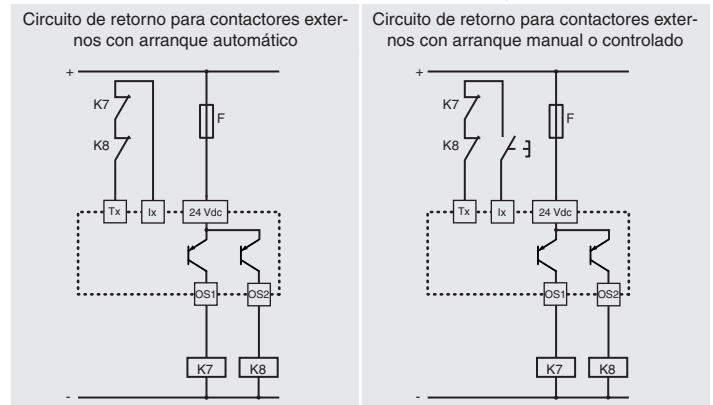 Circuito de retorno para contactores exter-
nos con arranque automático
+
K7
K8
F
Tx
Ix
24 Vdc
OS1
OS2
K7
K8
-
Circuito de retorno para contactores exter-
nos con arranque manual o controlado
+
K7
K8
F
Tx
Ix
24 Vdc
OS1
OS2
K7
K8
-